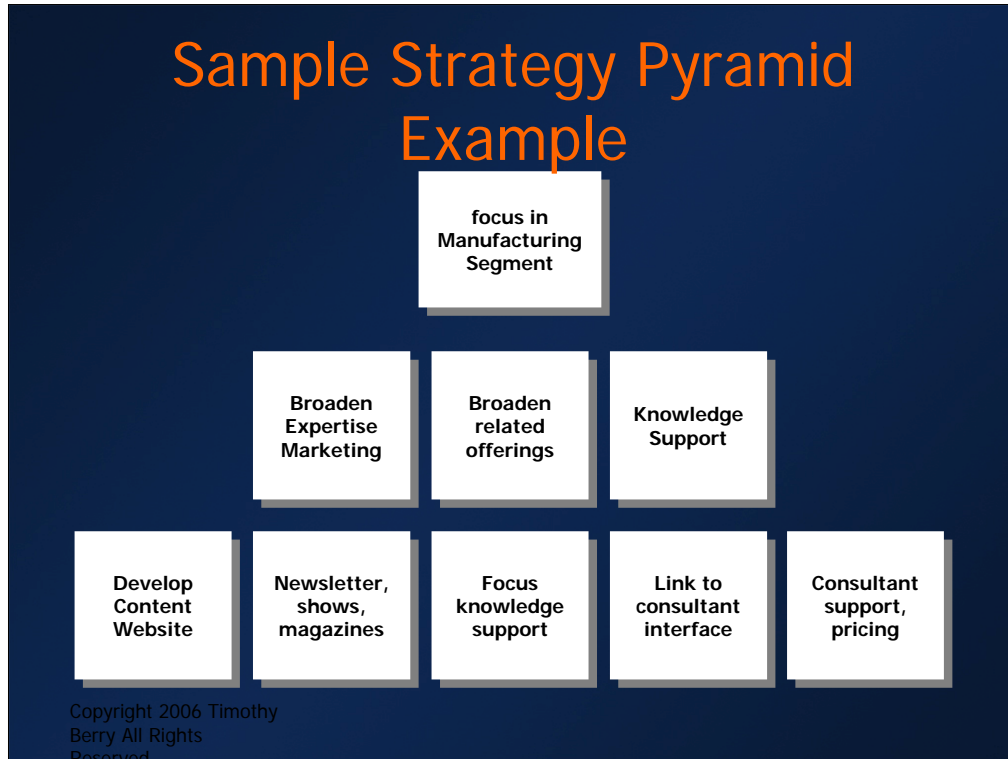 Sample Strategy Pyramid
Example
focus in
Manufacturing
Segment
Broaden
Expertise
Marketing
Broaden
related
offerings
Knowledge
Support
Develop
Content
Website
Newsletter,
shows,
magazines
Focus
knowledge
support
Link to
consultant
interface
Consultant
support,
pricing
Copyright 2006 Timothy
Berry All Rights
Reserved